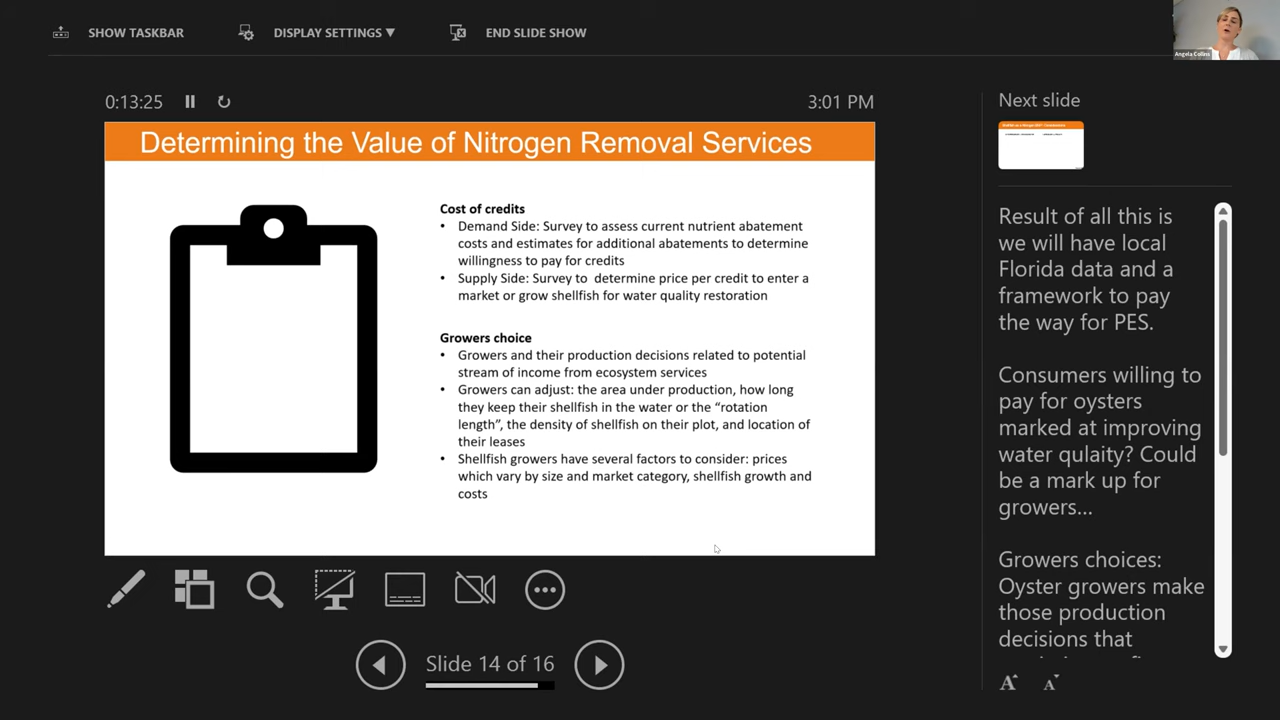 SHOW TASKBAR
DISPLAY SETTINGS ▼
END SLIDE SHOW
Angela Collins
0:13:25
3:01 PM
Determining the Value of Nitrogen Removal Services
Cost of credits
• Demand Side: Survey to assess current nutrient abatement
costs and estimates for additional abatements to determine
willingness to pay for credits
• Supply Side: Survey to determine price per credit to enter a
market or grow shellfish for water quality restoration
Growers choice
• Growers and their production decisions related to potential
stream of income from ecosystem services
• Growers can adjust: the area under production, how long
they keep their shellfish in the water or the “rotation
length”, the density of shellfish on their plot, and location of
their leases
• Shellfish growers have several factors to consider: prices
which vary by size and market category, shellfish growth and
costs
Slide 14 of 16
Next slide
Result of all this is
we will have local
Florida data and a
framework to pay
the way for PES.
Consumers willing to
pay for oysters
marked at improving
water qulaity? Could
be a mark up for
growers...
Growers choices:
Oyster growers make
those production
decisions that
A A